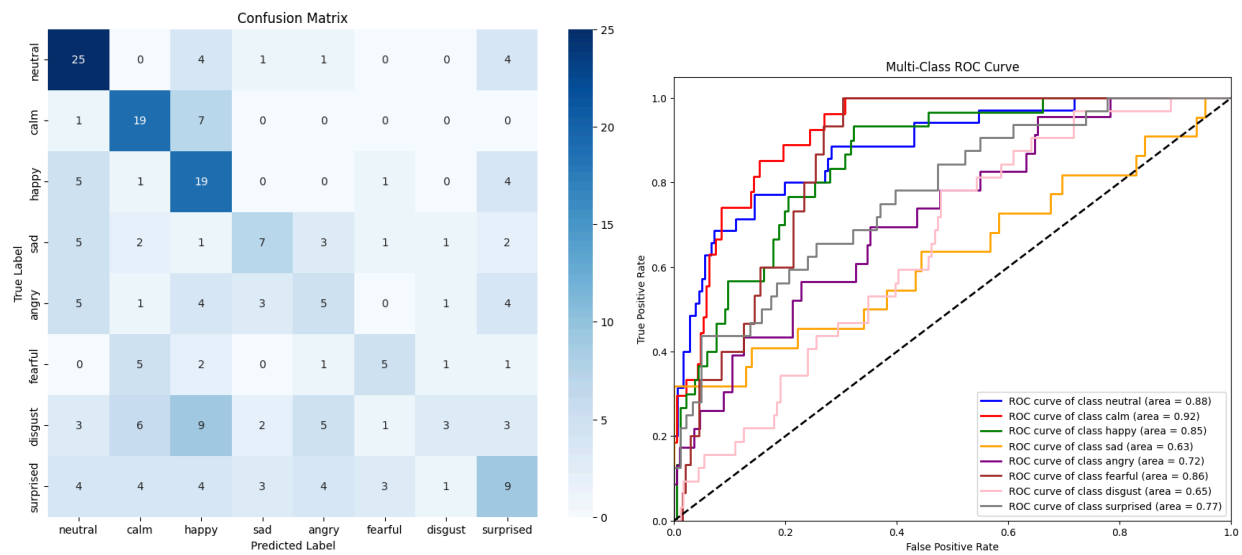 Confusion Matrix
True Label
neutral 25 0 4 1 1 0 0 4
calm 1 19 7 0 0 0 0 0
happy 5 1 19 0 0 1 0 4
sad 5 2 1 7 3 1 1 2
angry 5 1 4 3 5 0 1 4
fearful 0 5 2 0 1 5 1 1
disgust 3 6 9 2 5 1 3 3
surprised 4 4 4 3 4 3 1 9
neutral calm happy sad angry fearful disgust surprised
Predicted Label
25
20
15
10
5
0
Multi-Class ROC Curve
True Positive Rate
1.0
0.8
0.6
0.4
0.2
0.0
ROC curve of class neutral (area = 0.88)
ROC curve of class calm (area = 0.92)
ROC curve of class happy (area = 0.85)
ROC curve of class sad (area = 0.63)
ROC curve of class angry (area = 0.72)
ROC curve of class fearful (area = 0.86)
ROC curve of class disgust (area = 0.65)
ROC curve of class surprised (area = 0.77)
0.0 0.2 0.4 0.6 0.8 1.0
False Positive Rate